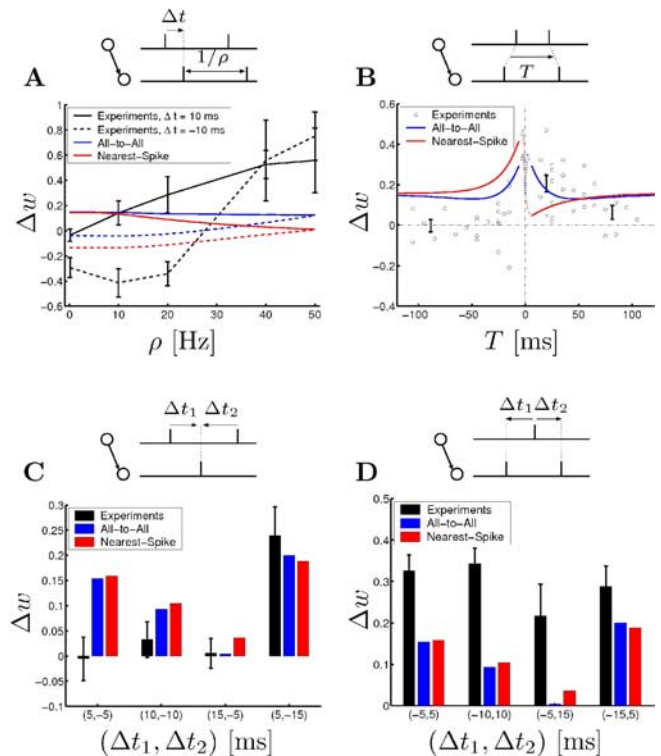 Δt
1/ρ
A
Experiments, Δ t = 10 ms
Experiments, Δ t = −10 ms
All−to−All
Nearest−Spike
1
0.8
0.6
0.4
0.2
0
−0.2
−0.4
−0.6
Δw
0 10 20 30 40 50
ρ [Hz]
B
T
Experiments
All−to−All
Nearest−Spike
0.6
0.4
0.2
0
0.2
0.4
Δw
−100 −50 0 50 100
T [ms]
Δt1 Δt2
C
Experiments
All−to−All
Nearest−Spike
0.3
0.25
0.2
0.15
0.1
0.05
0
−0.05
−0.1
Δw
(5,−5) (10,−10) (15,−5) (5,−15)
(Δt1, Δt2) [ms]
Δt1 Δt2
D
Experiments
All−to−All
Nearest−Spike
0.5
0.4
0.3
0.2
0.1
0
Δw
(−5,5) (−10,10) (−5,15) (−15,5)
(Δt1, Δt2) [ms]